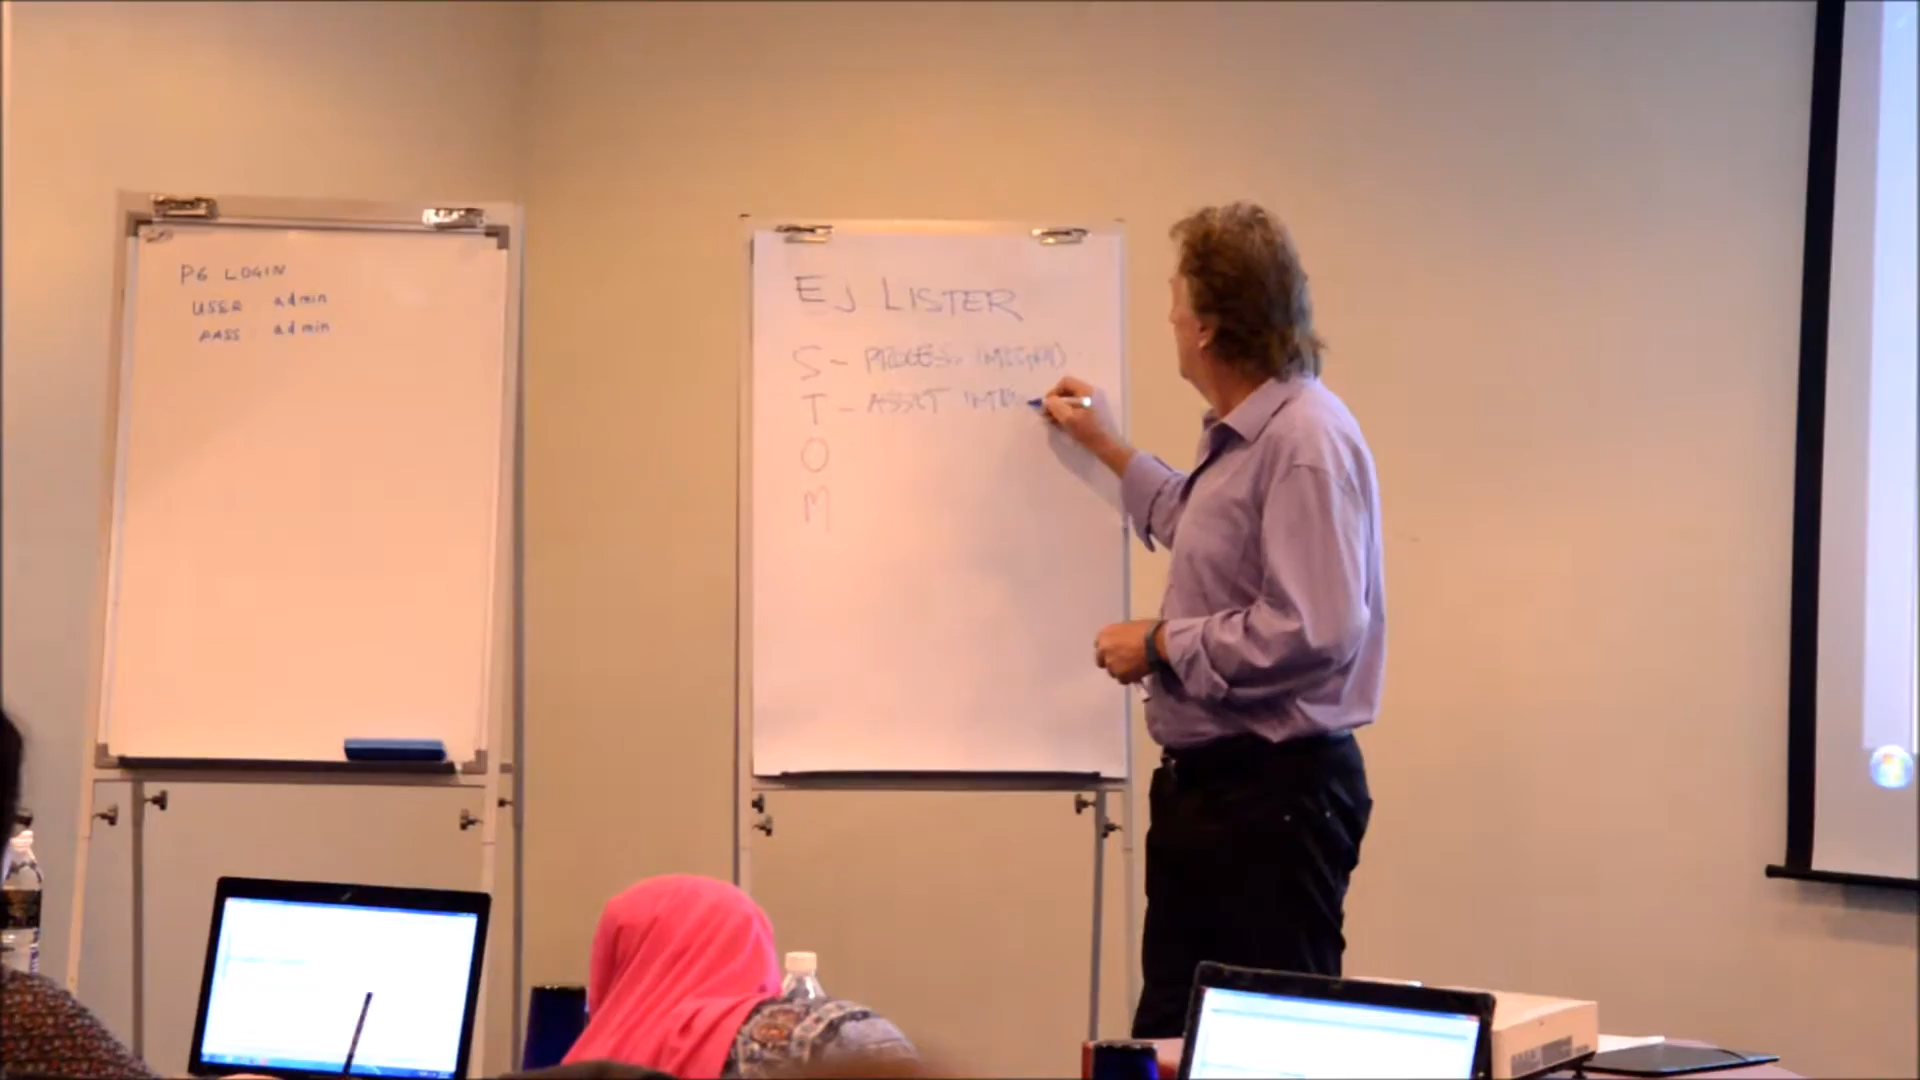 P6 LOGIN
USER : admin
PASS : admin
EJ LISTER
S - PROCESS
T - ASSET
O
M